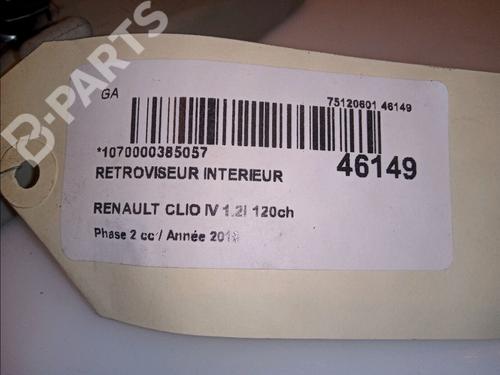 B-PARTS
GA
75120601 46149
*1070000385057
46149
RETROVISEUR INTERIEUR
RENAULT CLIO IV 1.2I 120ch
Phase 2 cc / Année